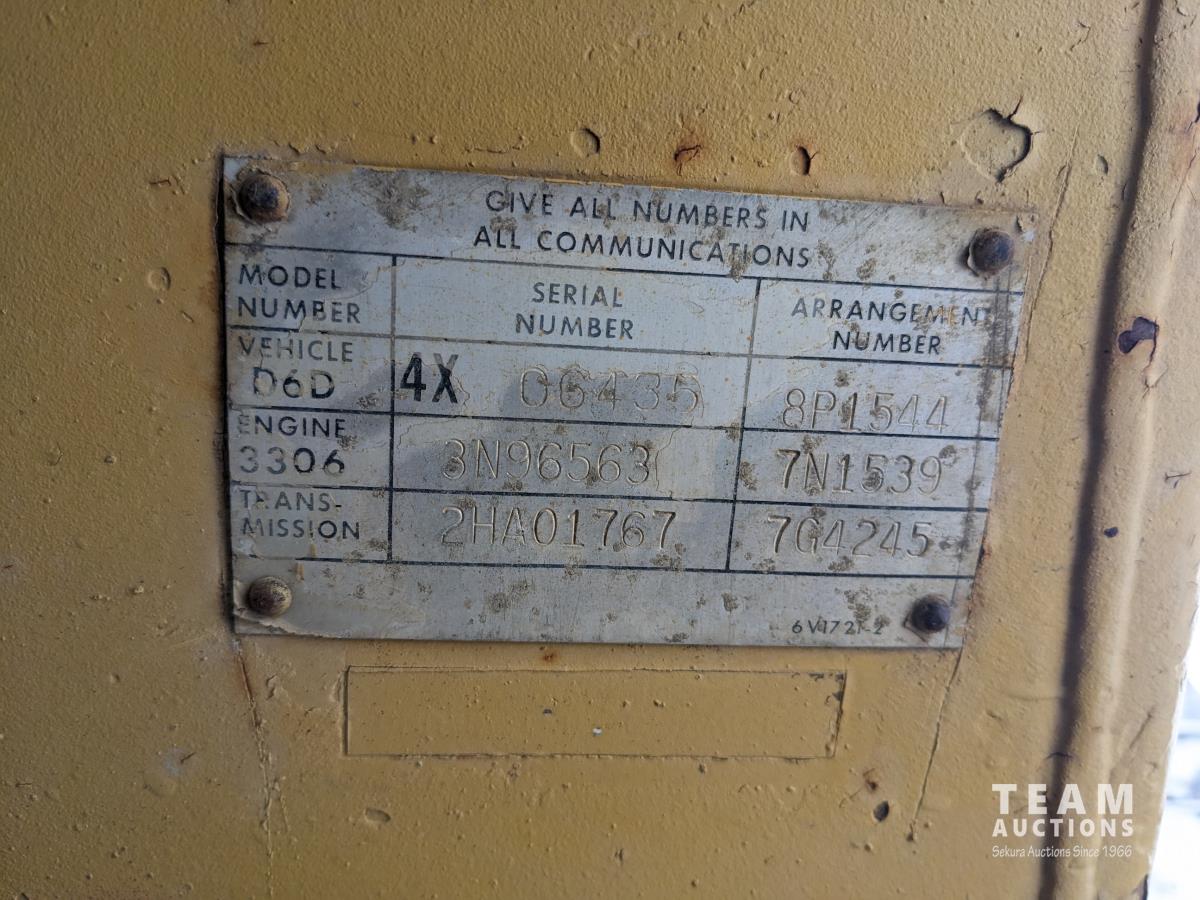 GIVE ALL NUMBERS IN
ALL COMMUNICATIONS
MODEL NUMBER
SERIAL NUMBER
ARRANGEMENT NUMBER
VEHICLE
D6D 4X 06435 8P1544
ENGINE
3306 3N96563 7N1539
TRANS-
MISSION 2HA01767 7G4245
6V1721-2
TEAM
AUCTIONS
Sekura Auctions Since 1966